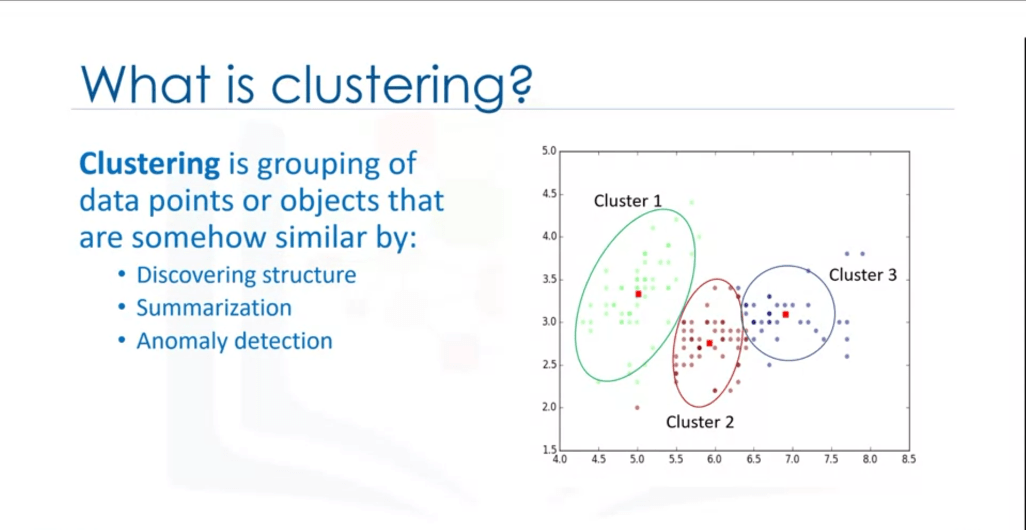 What is clustering?
Clustering is grouping of
data points or objects that
are somehow similar by:
• Discovering structure
• Summarization
• Anomaly detection
5.0
4.5
4.0
3.5
3.0
2.5
2.0
1.5
Cluster 1
Cluster 3
Cluster 2
4.0 4.5 5.0 5.5 6.0 6.5 7.0 7.5 8.0 8.5